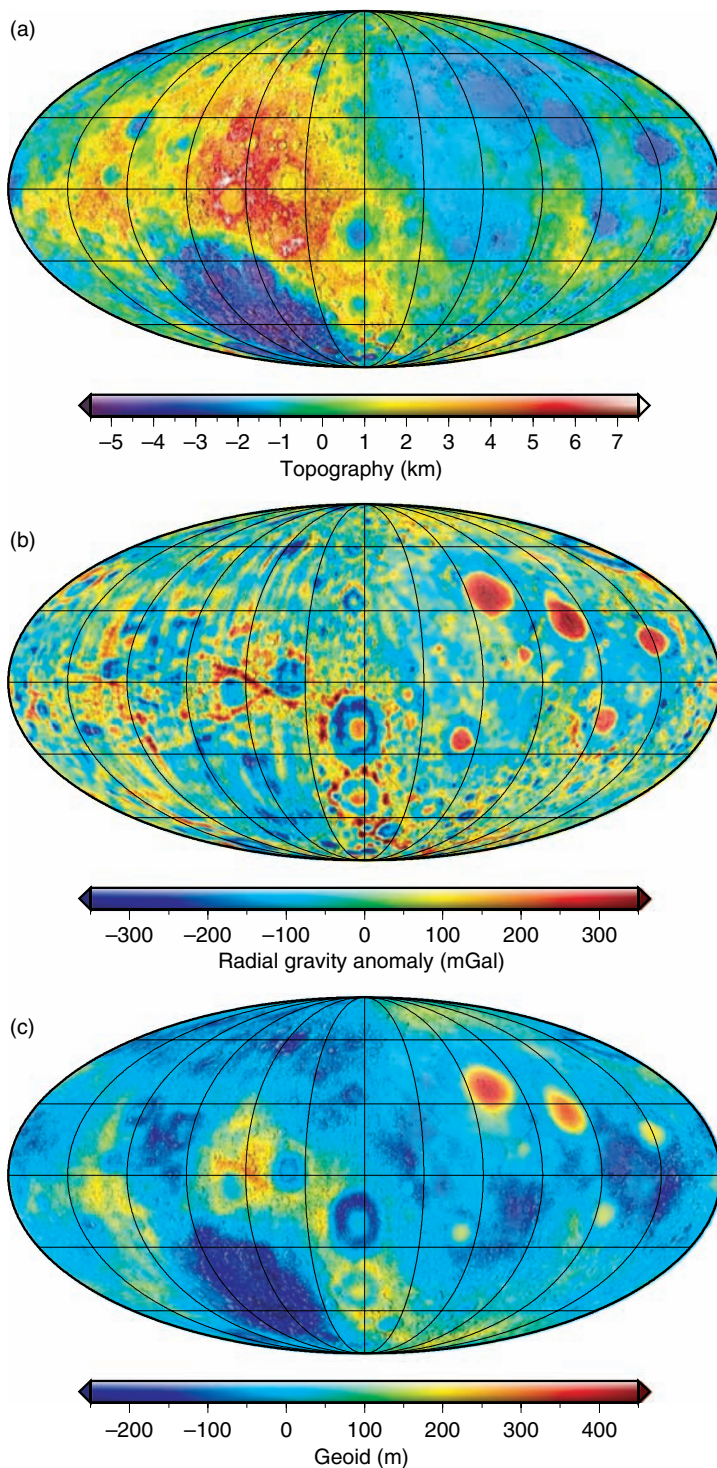 (a)
–5 –4 –3 –2 –1 0 1 2 3 4 5 6 7
Topography (km)
(b)
–300 –200 –100 0 100 200 300
Radial gravity anomaly (mGal)
(c)
–200 –100 0 100 200 300 400
Geoid (m)